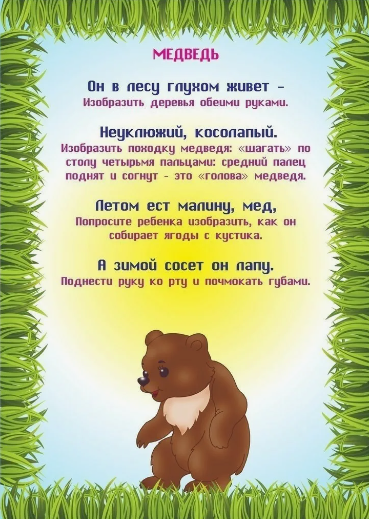 МЕДВЕДЬ
Он в лесу глухом живет -
Изобразить деревья обеими руками.
Неуклюжий, косолапый.
Изобразить походку медведя: «шагать» по
столу четырьмя пальцами: средний палец
поднят и согнут - это «голова» медведя.
Летом ест малину, мед,
Попросите ребенка изобразить, как он
собирает ягоды с кустика.
А зимой сосет он лапу.
Поднести руку ко рту и почмокать губами.